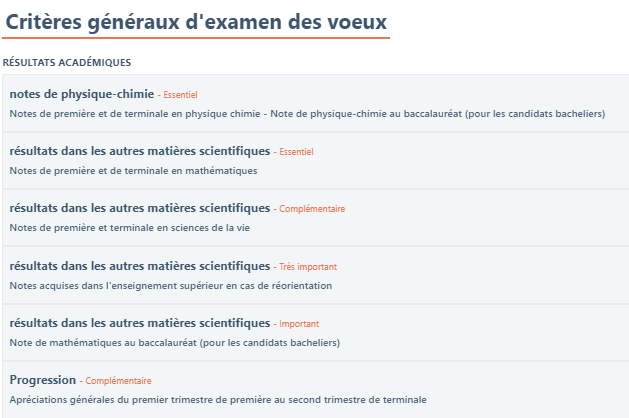 Critères généraux d'examen des voeux
RÉSULTATS ACADÉMIQUES
notes de physique-chimie - Essentiel
Notes de première et de terminale en physique chimie - Note de physique-chimie au baccalauréat (pour les candidats bacheliers)
résultats dans les autres matières scientifiques - Essentiel
Notes de première et de terminale en mathématiques
résultats dans les autres matières scientifiques - Complémentaire
Notes de première et terminale en sciences de la vie
résultats dans les autres matières scientifiques - Très important
Notes acquises dans l'enseignement supérieur en cas de réorientation
résultats dans les autres matières scientifiques - Important
Note de mathématiques au baccalauréat (pour les candidats bacheliers)
Progression - Complémentaire
Apréciations générales du premier trimestre de première au second trimestre de terminale